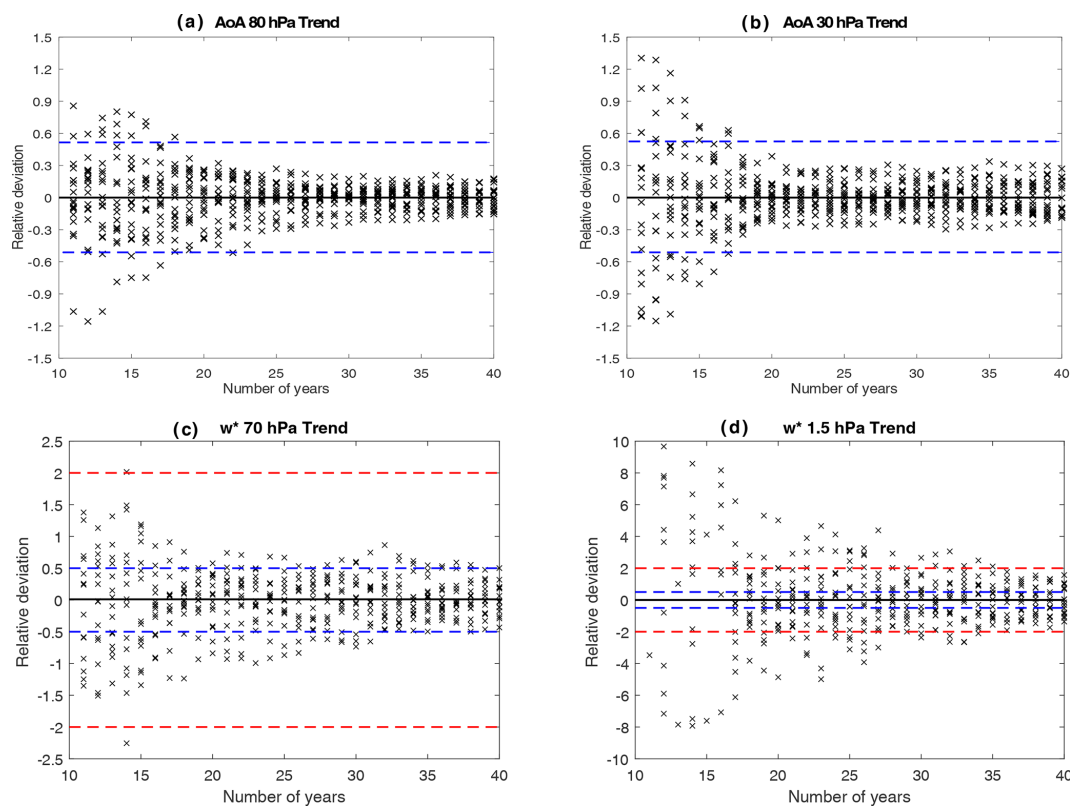 (a) AoA 80 hPa Trend
1.5
1.2
0.9
0.6
0.3
0
-0.3
-0.6
-0.9
-1.2
-1.5
Relative deviation
10 15 20 25 30 35 40
Number of years
(b) AoA 30 hPa Trend
1.5
1.2
0.9
0.6
0.3
0
-0.3
-0.6
-0.9
-1.2
-1.5
Relative deviation
10 15 20 25 30 35 40
Number of years
(c) w* 70 hPa Trend
2.5
2
1.5
1
0.5
0
-0.5
-1
-1.5
-2
-2.5
Relative deviation
10 15 20 25 30 35 40
Number of years
(d) w* 1.5 hPa Trend
10
8
6
4
2
0
-2
-4
-6
-8
-10
Relative deviation
10 15 20 25 30 35 40
Number of years